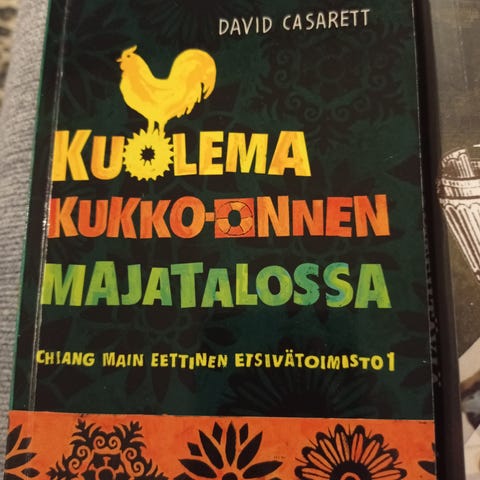 DAVID CASARETT
KUOLEMA
KUKKO-ONNEN
MAJATALOSSA
CHIANG MAIN EETTINEN ETSIVÄTOIMISTO 1